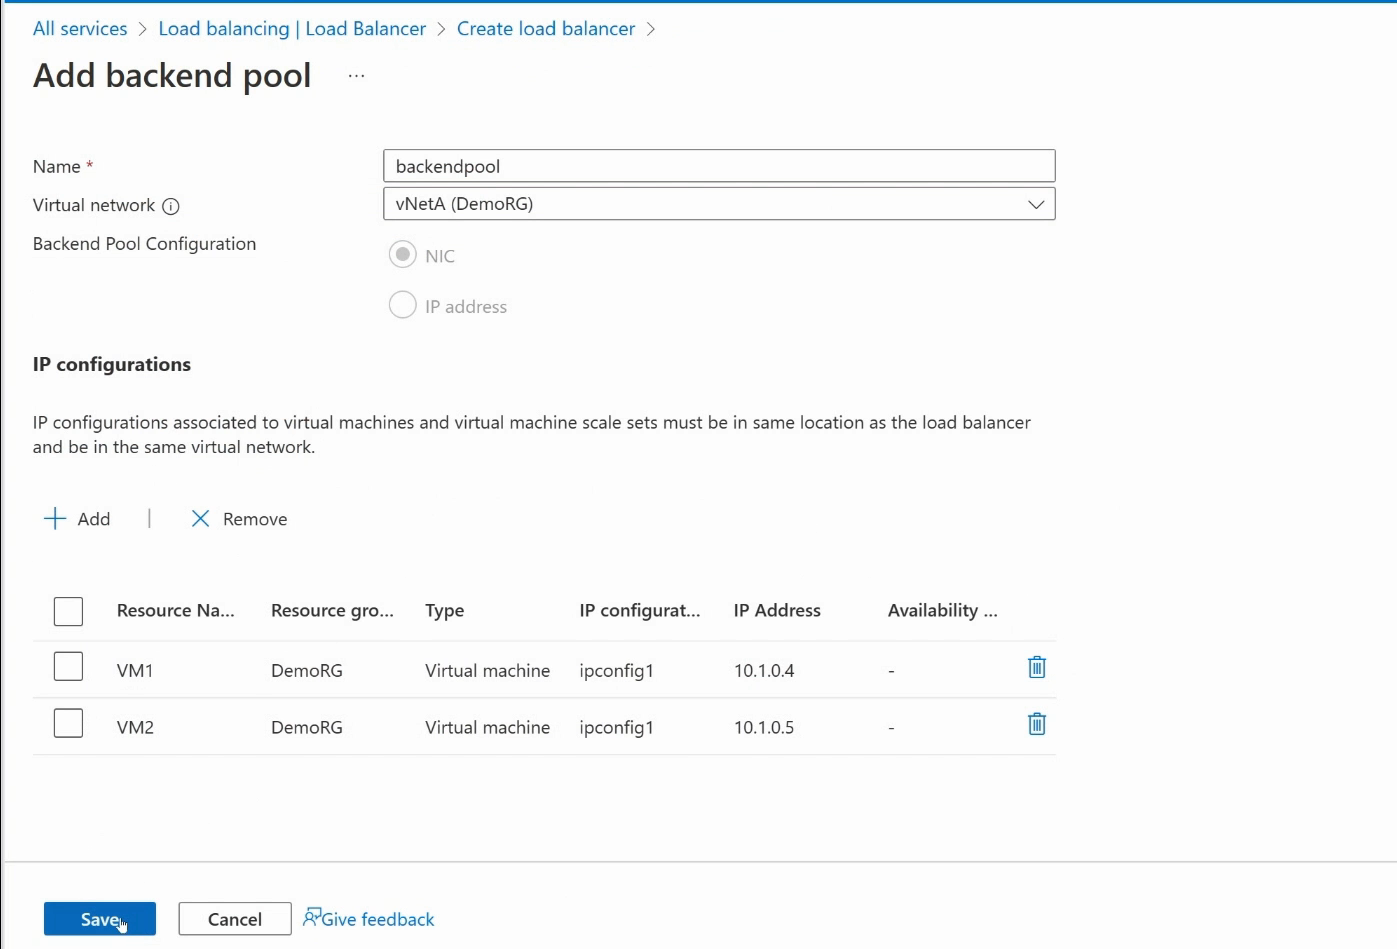 All services > Load balancing | Load Balancer > Create load balancer >
Add backend pool ...
Name *
backendpool
Virtual network
vNetA (DemoRG)
Backend Pool Configuration
NIC
IP address
IP configurations
IP configurations associated to virtual machines and virtual machine scale sets must be in same location as the load balancer
and be in the same virtual network.
Add | Remove
Resource Na... Resource gro... Type IP configurat... IP Address Availability ...
VM1 DemoRG Virtual machine ipconfig1 10.1.0.4 -
VM2 DemoRG Virtual machine ipconfig1 10.1.0.5 -
Save Cancel Give feedback